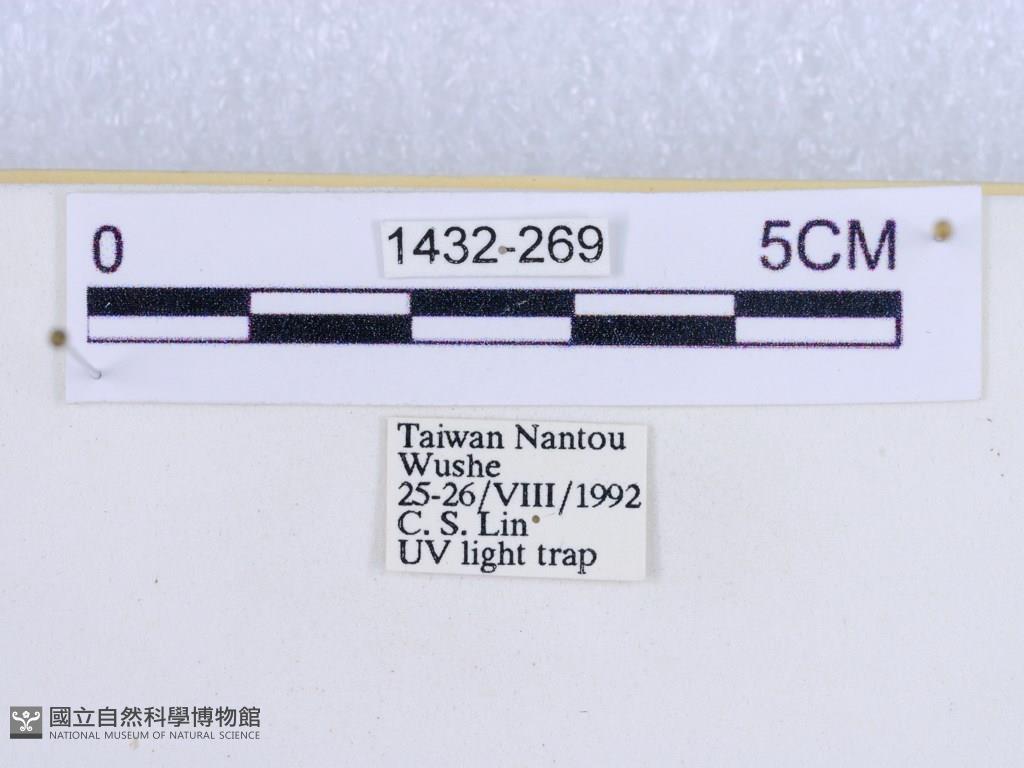 0 1432-269 5CM
Taiwan Nantou
Wushe
25-26/VIII/1992
C. S. Lin
UV light trap
國立自然科學博物館
NATIONAL MUSEUM OF NATURAL SCIENCE